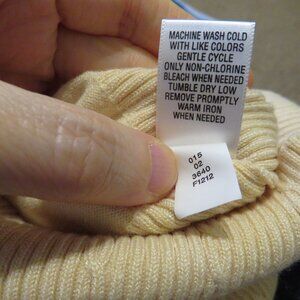 MACHINE WASH COLD
WITH LIKE COLORS
GENTLE CYCLE
ONLY NON-CHLORINE
BLEACH WHEN NEEDED
TUMBLE DRY LOW
REMOVE PROMPTLY
WARM IRON
WHEN NEEDED
015
02
3640
F1212